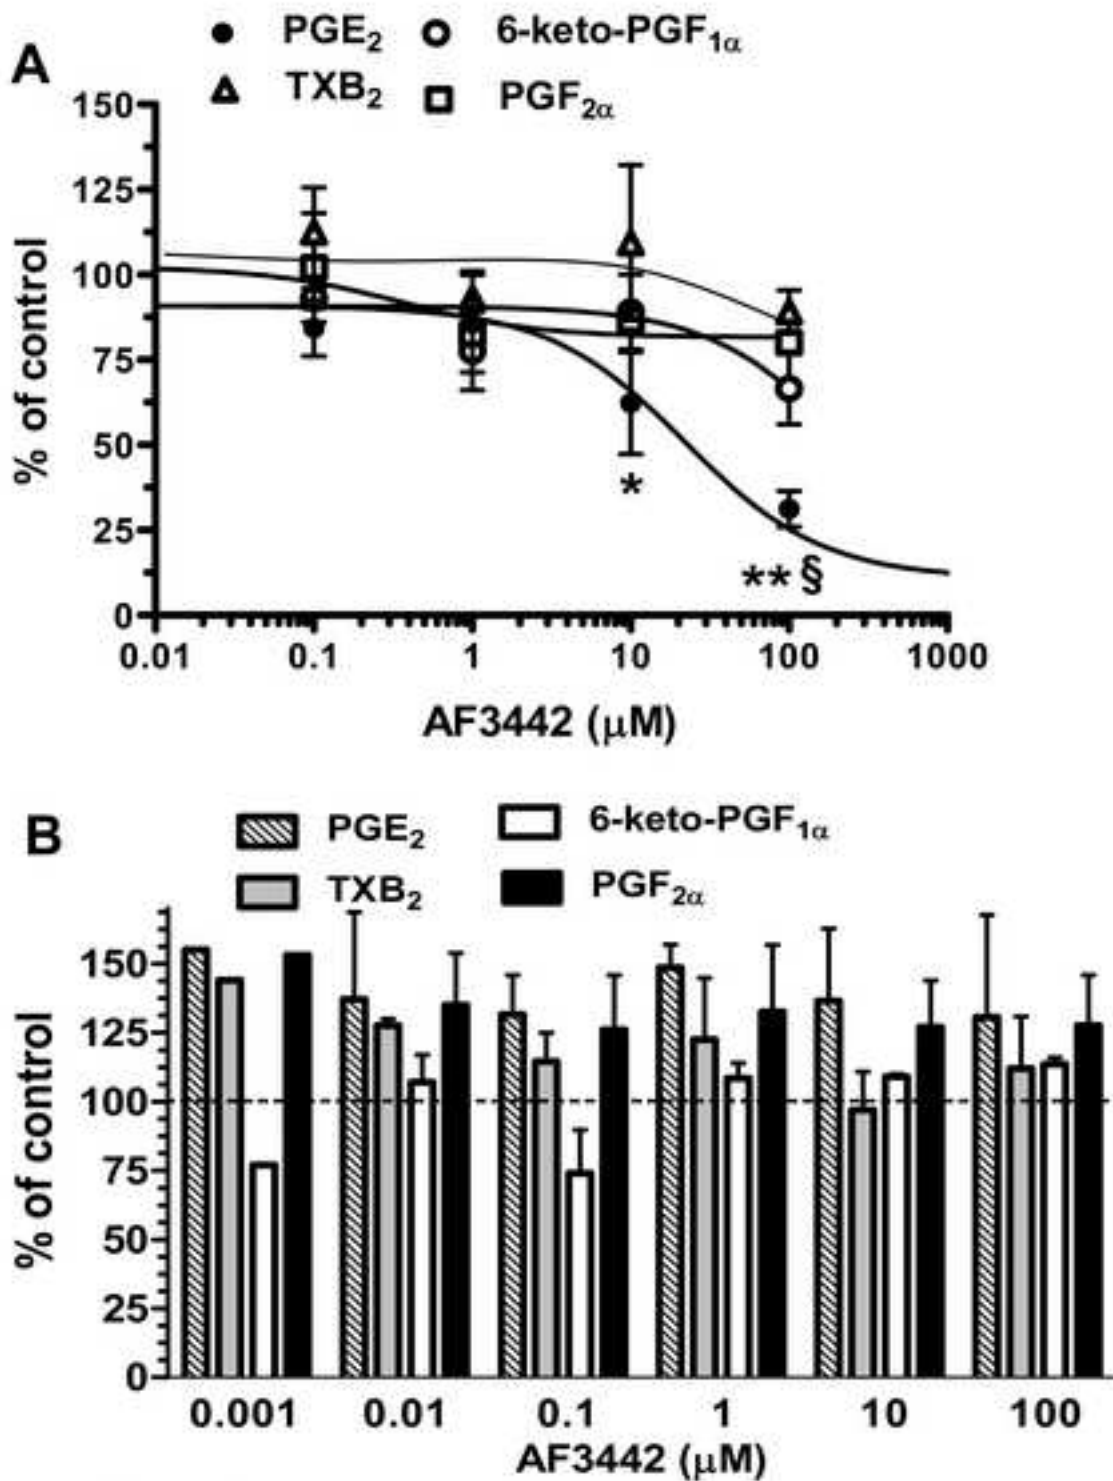 A
PGE₂ 6-keto-PGF₁α
TXB₂ PGF₂α
150
125
100
75
50
25
0
% of control
*
** §
0.01 0.1 1 10 100 1000
AF3442 (μM)
B
PGE₂ 6-keto-PGF₁α
TXB₂ PGF₂α
150
125
100
75
50
25
0
% of control
0.001 0.01 0.1 1 10 100
AF3442 (μM)